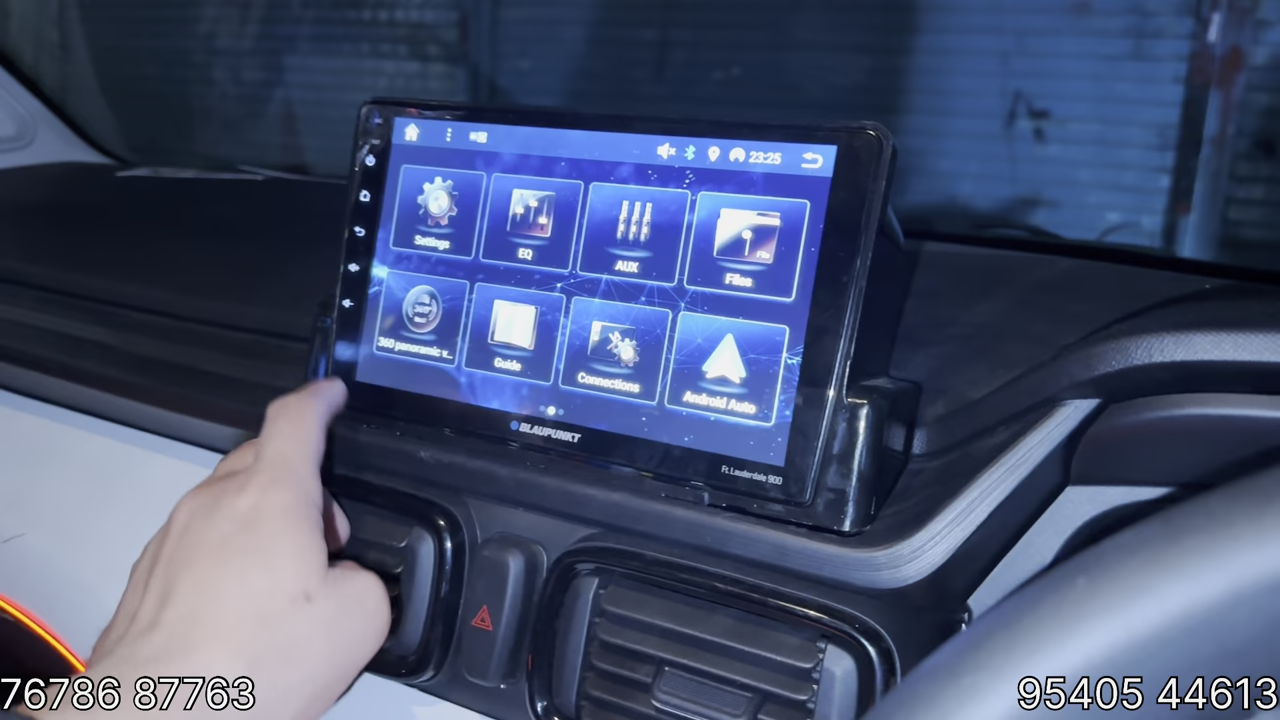 23:25
Settings
EQ
AUX
Files
360 panoramic v...
Guide
Connections
Android Auto
BLAUPUNKT
Ft. Lauderdale 900
76786 87763
95405 44613